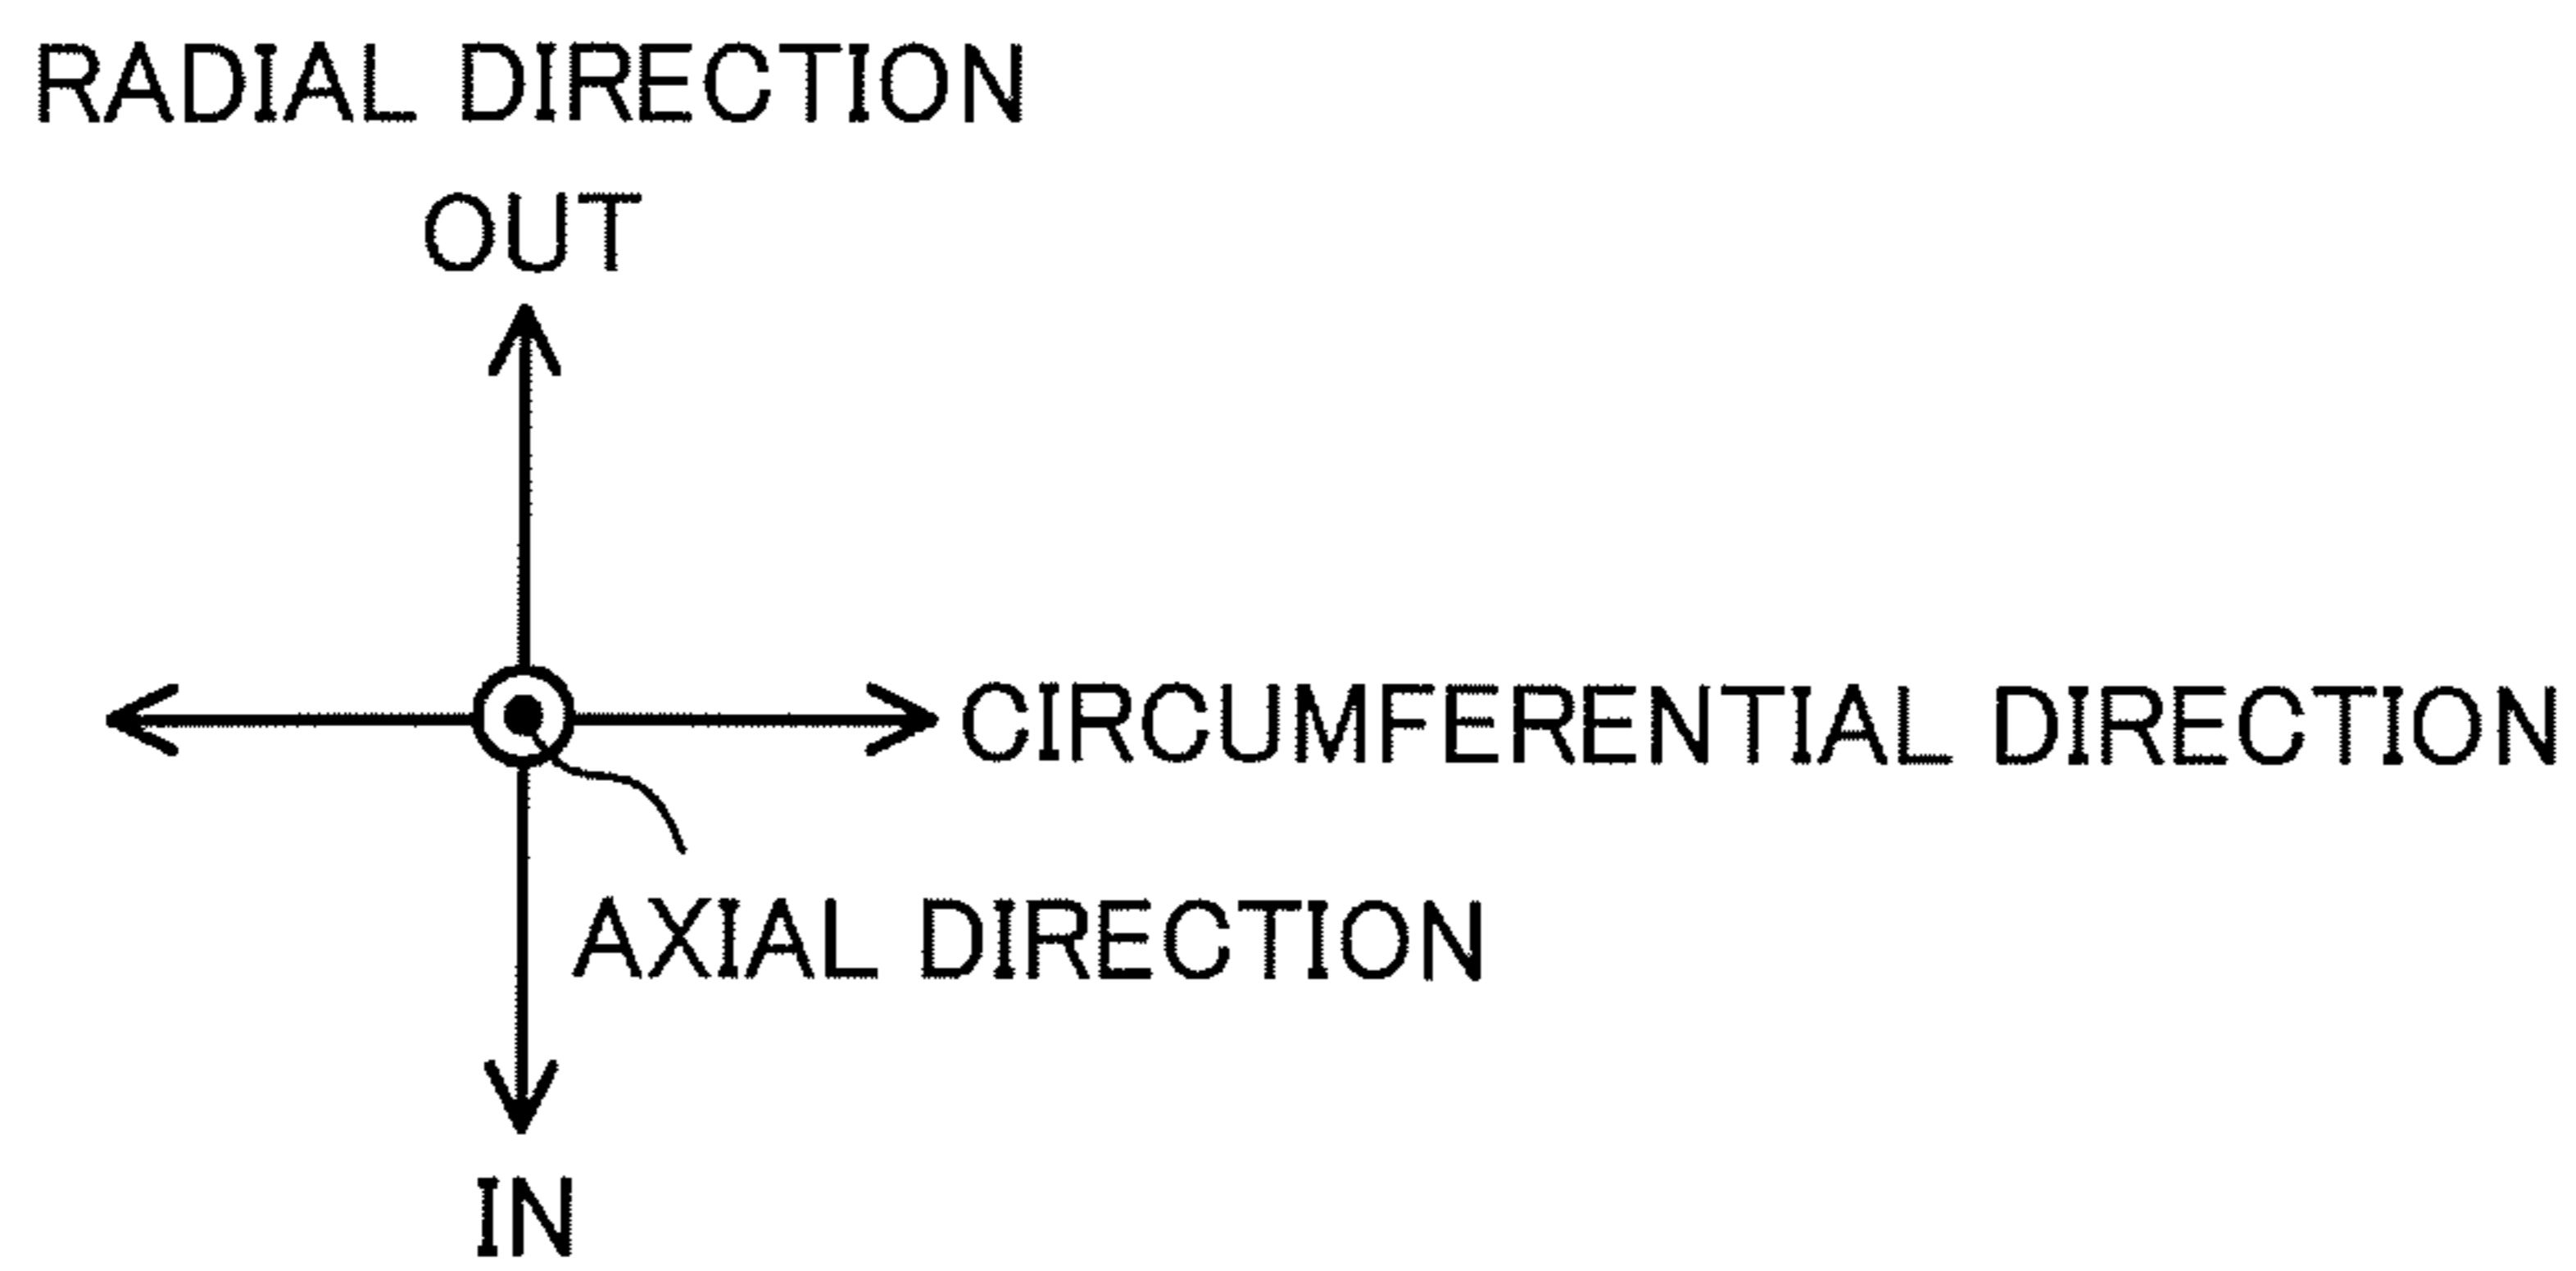 RADIAL DIRECTION
OUT
CIRCUMFERENTIAL DIRECTION
AXIAL DIRECTION
IN